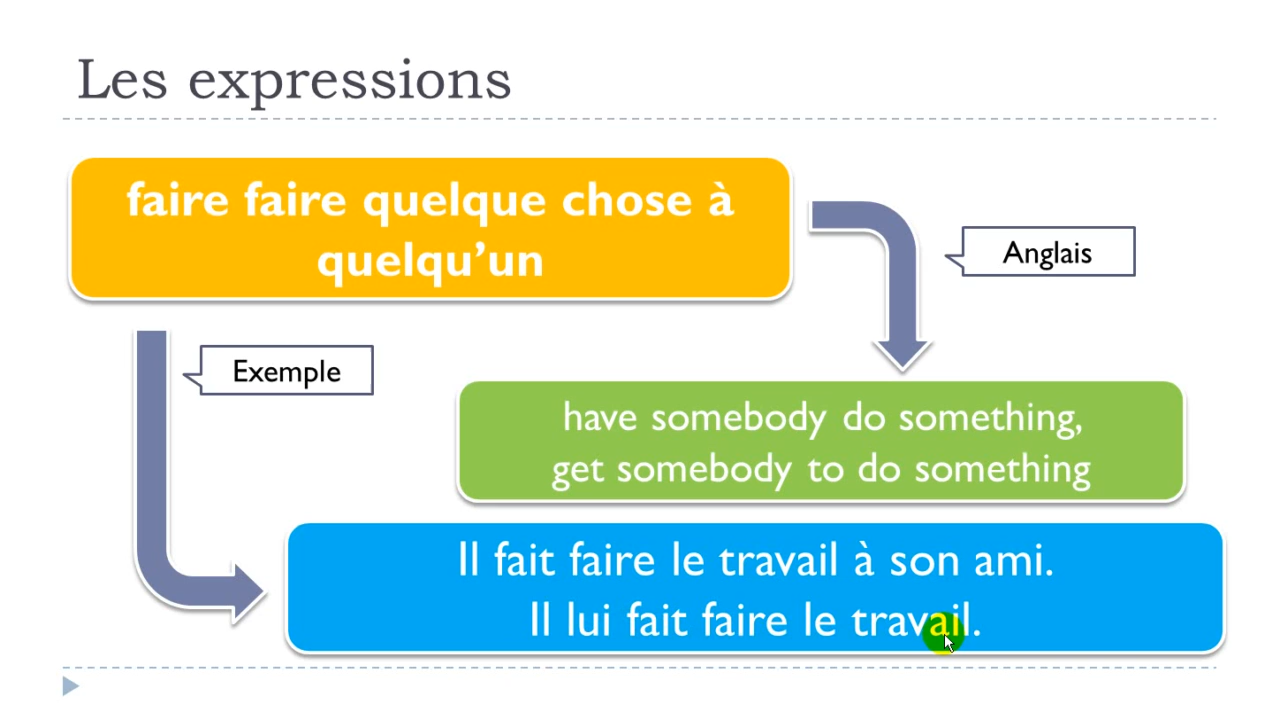 Les expressions
faire faire quelque chose à
quelqu’un
Anglais
Exemple
have somebody do something,
get somebody to do something
Il fait faire le travail à son ami.
Il lui fait faire le travail.